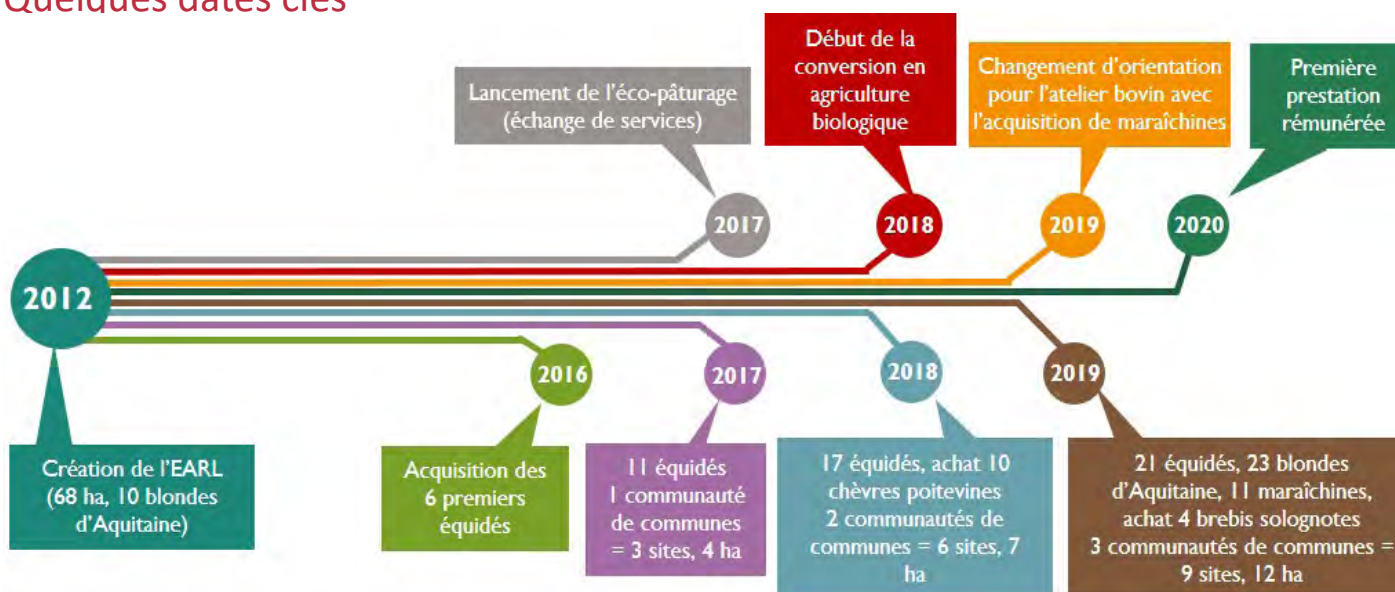 Quelques dates clés
Lancement de l'éco-pâturage
(échange de services)
Début de la
conversion en
agriculture
biologique
Changement d'orientation
pour l'atelier bovin avec
l'acquisition de maraîchines
Première
prestation
rémunérée
2017
2018
2019
2020
2012
2016
2017
2018
2019
Création de l'EARL
(68 ha, 10 blondes
d'Aquitaine)
Acquisition des
6 premiers
équidés
11 équidés
1 communauté
de communes
= 3 sites, 4 ha
17 équidés, achat 10
chèvres poitevines
2 communautés de
communes = 6 sites, 7
ha
21 équidés, 23 blondes
d'Aquitaine, 11 maraîchines,
achat 4 brebis solognotes
3 communautés de communes =
9 sites, 12 ha